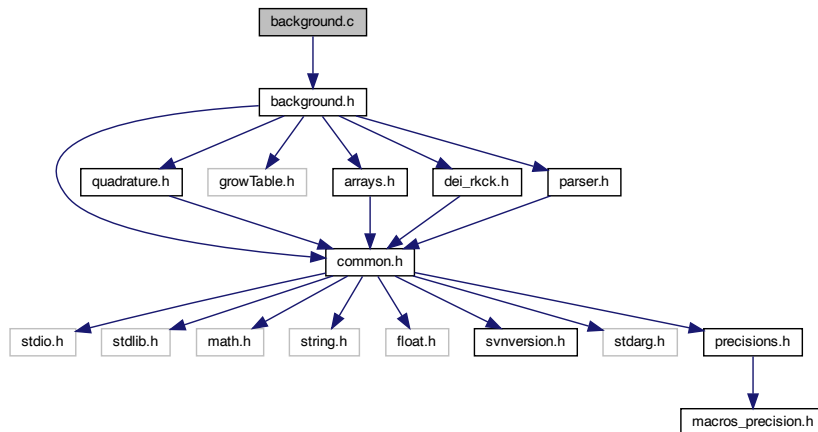 background.c
background.h
quadrature.h
growTable.h
arrays.h
dei_rkck.h
parser.h
common.h
stdio.h
stdlib.h
math.h
string.h
float.h
svnversion.h
stdarg.h
precisions.h
macros_precision.h